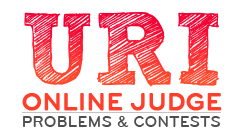 URI
ONLINE JUDGE
PROBLEMS & CONTESTS